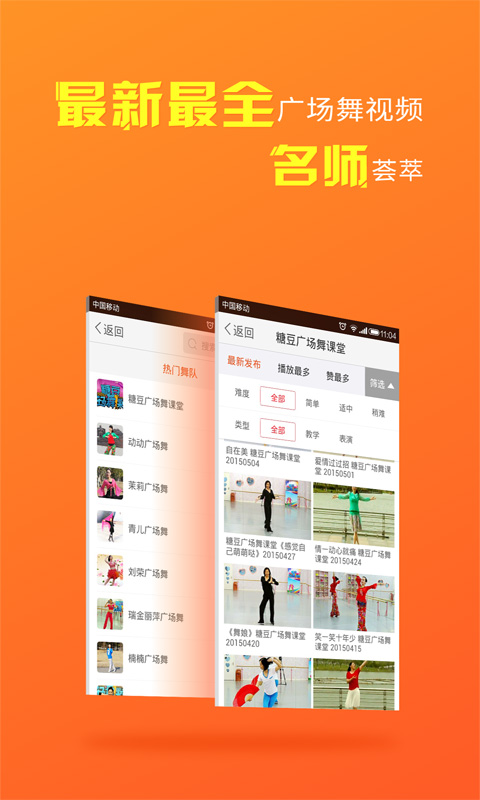 最新最全广场舞视频
名师荟萃
中国移动
返回
热门舞队
糖豆广场舞课堂
动动广场舞
茉莉广场舞
青儿广场舞
刘荣广场舞
瑞金丽萍广场舞
楠楠广场舞
中国移动 11:04
返回 糖豆广场舞课堂
最新发布 播放最多 赞最多 筛选
难度 全部 简单 适中 稍难
类型 全部 教学 表演
自在美 糖豆广场舞课堂
20150504
爱情过过招 糖豆广场舞课
堂 20150501
糖豆广场舞课堂《感觉自
己萌萌哒》20150427
情一动心就痛 糖豆广场舞
课堂 20150424
《舞娘》糖豆广场舞课堂
20150420
笑一笑十年少 糖豆广场舞
课堂 20150415